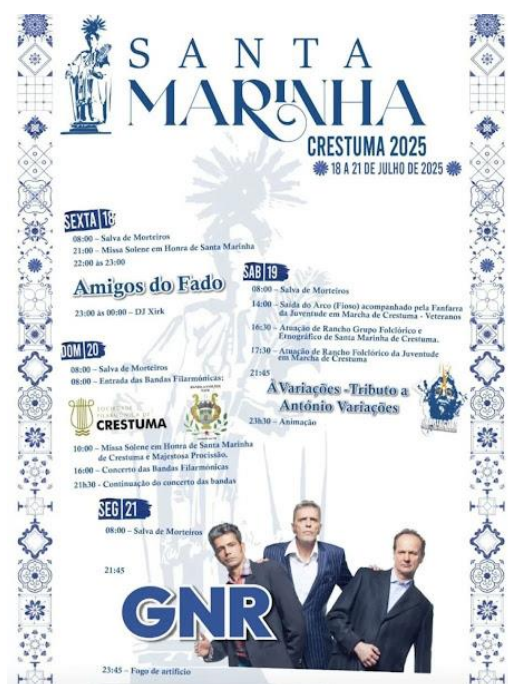 SANTA
MARINHA
CRESTUMA 2025
18 A 21 DE JULHO DE 2025
SEXTA 18
08:00 – Salva de Morteiros
21:00 – Missa Solene em Honra de Santa Marinha
22:00 às 23:00
Amigos do Fado
23:00 às 00:00 – DJ Xirk
SAB 19
08:00 – Salva de Morteiros
14:00 – Saída do Arco (Fioso) acompanhado pela Fanfarra
da Juventude em Marcha de Crestuma - Veteranos
16:30 – Atuação de Rancho Grupo Folclórico e
Etnográfico de Santa Marinha de Crestuma.
17:30 – Atuação de Rancho Folclórico da Juventude
em Marcha de Crestuma
21:45
ÀVariações -Tributo a
António Variações
23h30 – Animação
DOM 20
08:00 – Salva de Morteiros
08:00 – Entrada das Bandas Filarmónicas:
SOCIEDADE
FILARMÓNICA DE
CRESTUMA
10:00 – Missa Solene em Honra de Santa Marinha
de Crestuma e Majestosa Procissão.
16:00 – Concerto das Bandas Filarmónicas
21h30 - Continuação do concerto das bandas
SEG 21
08:00 – Salva de Morteiros
21:45
GNR
23:45 – Fogo de artifício